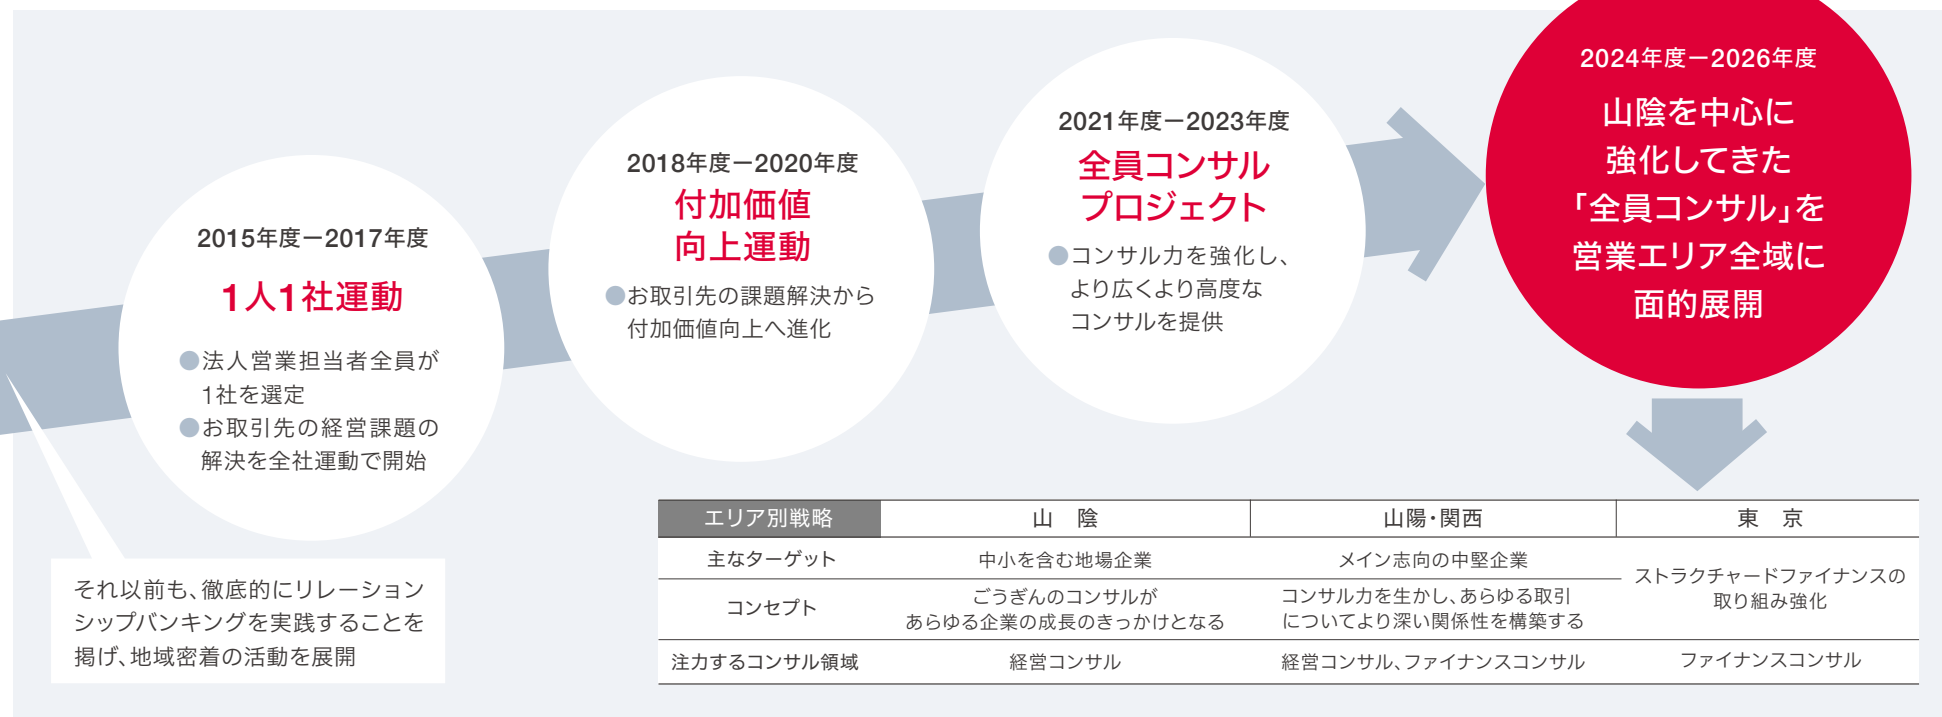 2015年度ー2017年度
1人1社運動
●法人営業担当者全員が
1社を選定
●お取引先の経営課題の
解決を全社運動で開始
それ以前も、徹底的にリレーション
シップバンキングを実践することを
掲げ、地域密着の活動を展開
2018年度ー2020年度
付加価値
向上運動
●お取引先の課題解決から
付加価値向上へ進化
2021年度ー2023年度
全員コンサル
プロジェクト
●コンサル力を強化し、
より広くより高度な
コンサルを提供
2024年度ー2026年度
山陰を中心に
強化してきた
「全員コンサル」を
営業エリア全域に
面的展開
エリア別戦略 山 陰 山陽・関西 東 京
主なターゲット 中小を含む地場企業 メイン志向の中堅企業
コンセプト
ごうぎんのコンサルが
あらゆる企業の成長のきっかけとなる
コンサル力を生かし、あらゆる取引
についてより深い関係性を構築する
ストラクチャードファイナンスの
取り組み強化
注力するコンサル領域 経営コンサル 経営コンサル、ファイナンスコンサル ファイナンスコンサル